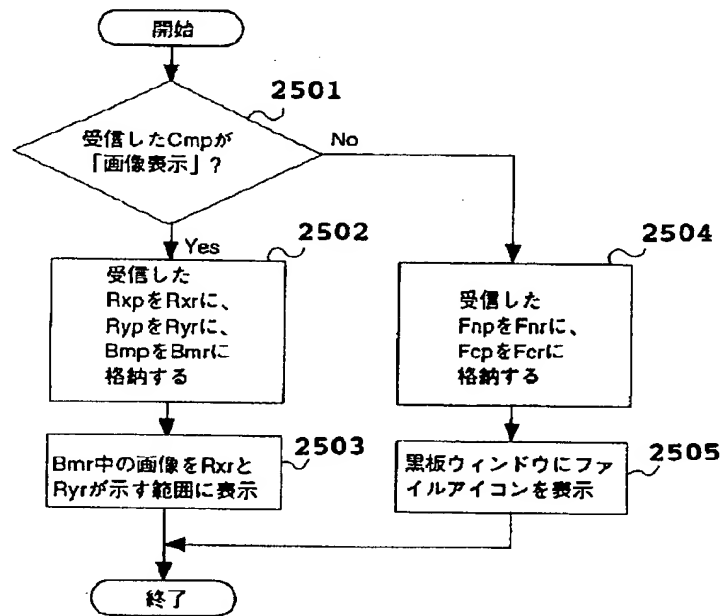 開始
2501
受信したCmpが
「画像表示」?
No
Yes
2502
受信した
RxpをRxrに、
RypをRyrに、
BmpをBmrに
格納する
2504
受信した
FnpをFnrに、
FcpをFcrに
格納する
2503
Bmr中の画像をRxrと
Ryrが示す範囲に表示
2505
黒板ウィンドウにファ
イルアイコンを表示
終了